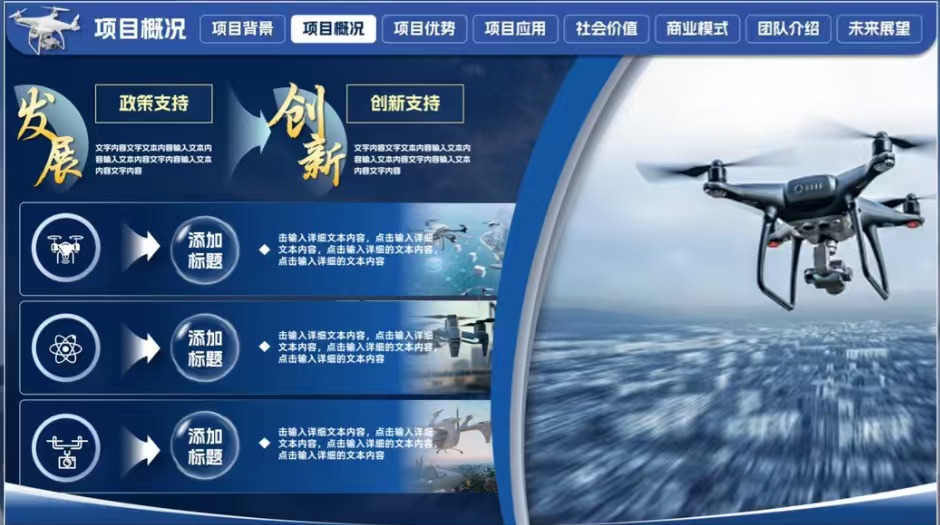 项目概况
项目背景
项目概况
项目优势
项目应用
社会价值
商业模式
团队介绍
未来展望
发展
政策支持
文字内容文字文本内容输入文本内
容输入文本内容文字内容输入文本
内容文字内容
创新
创新支持
文字内容文字文本内容输入文本内
容输入文本内容文字内容输入文本
内容文字内容
添加
标题
击输入详细文本内容，点击输入详细
文本内容，点击输入详细的文本内容，
点击输入详细的文本内容
添加
标题
击输入详细文本内容，点击输入详细
文本内容，点击输入详细的文本内容，
点击输入详细的文本内容
添加
标题
击输入详细文本内容，点击输入详细
文本内容，点击输入详细的文本内容，
点击输入详细的文本内容